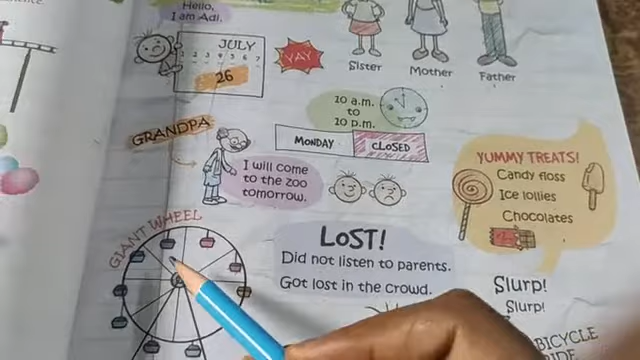 Hello,
I am Adi.
JULY
1 2 3 4 5 6 7
26
YAY
Sister
Mother
Father
10 a.m.
to
10 p.m.
GRANDPA
MONDAY
CLOSED
I will come
to the zoo
tomorrow.
YUMMY TREATS!
Candy floss
Ice lollies
Chocolates
GIANT WHEEL
LOST!
Did not listen to parents.
Got lost in the crowd.
Slurp!
Slurp!
BICYCLE
RIDE